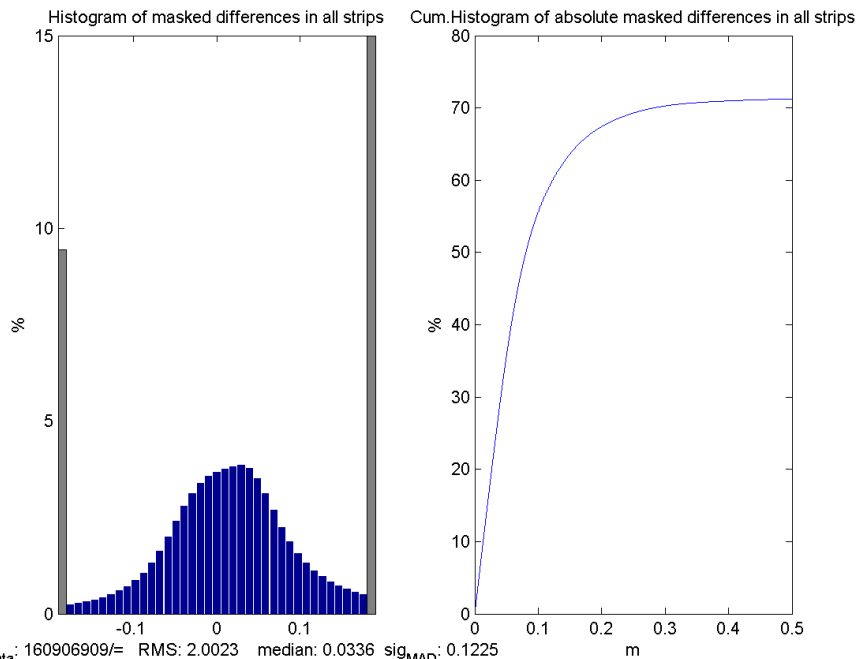 Histogram of masked differences in all strips
Cum.Histogram of absolute masked differences in all strips
15
10
5
0
%
-0.1 0 0.1
80
70
60
50
40
30
20
10
0
%
0 0.1 0.2 0.3 0.4 0.5
: 160906909/= RMS: 2.0023 median: 0.0336 sigMAD: 0.1225
m